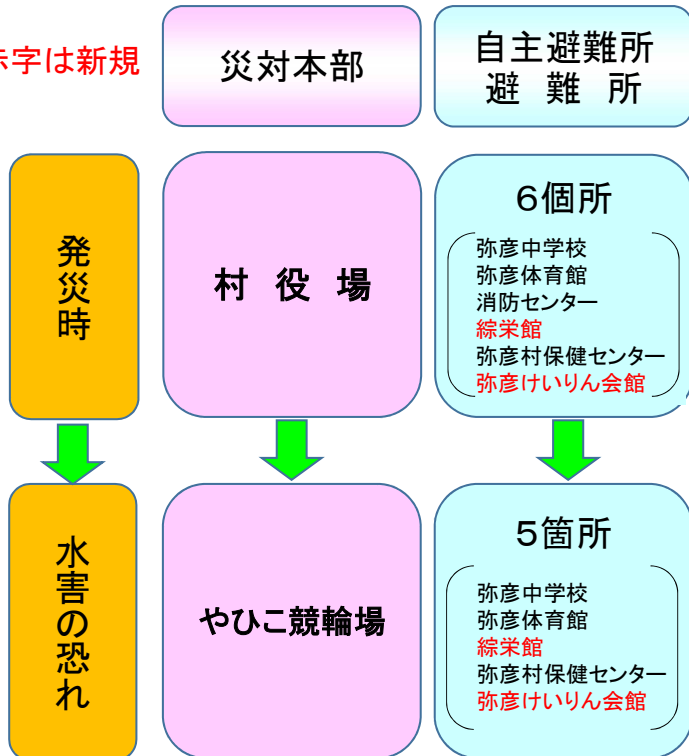 赤字は新規
災対本部
自主避難所
避 難 所
発災時
村 役 場
6個所
弥彦中学校
弥彦体育館
消防センター
綜栄館
弥彦村保健センター
弥彦けいりん会館
水害の恐れ
やひこ競輪場
5箇所
弥彦中学校
弥彦体育館
綜栄館
弥彦村保健センター
弥彦けいりん会館